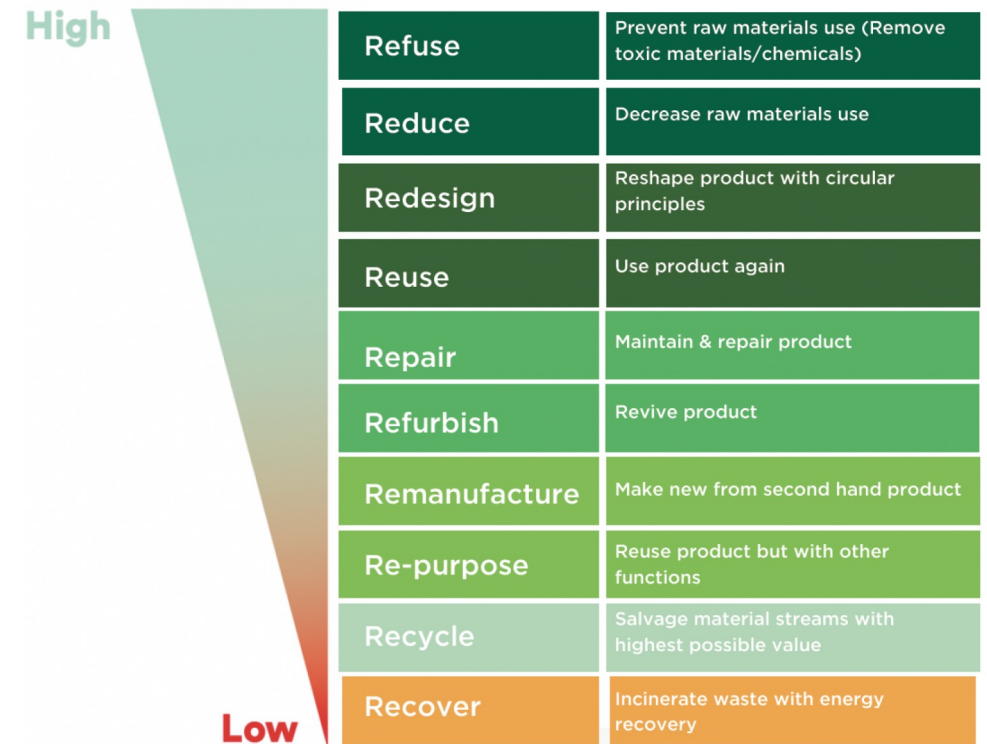 High
Refuse
Prevent raw materials use (Remove
toxic materials/chemicals)
Reduce
Decrease raw materials use
Redesign
Reshape product with circular
principles
Reuse
Use product again
Repair
Maintain & repair product
Refurbish
Revive product
Remanufacture
Make new from second hand product
Re-purpose
Reuse product but with other
functions
Recycle
Salvage material streams with
highest possible value
Recover
Incinerate waste with energy
recovery
Low